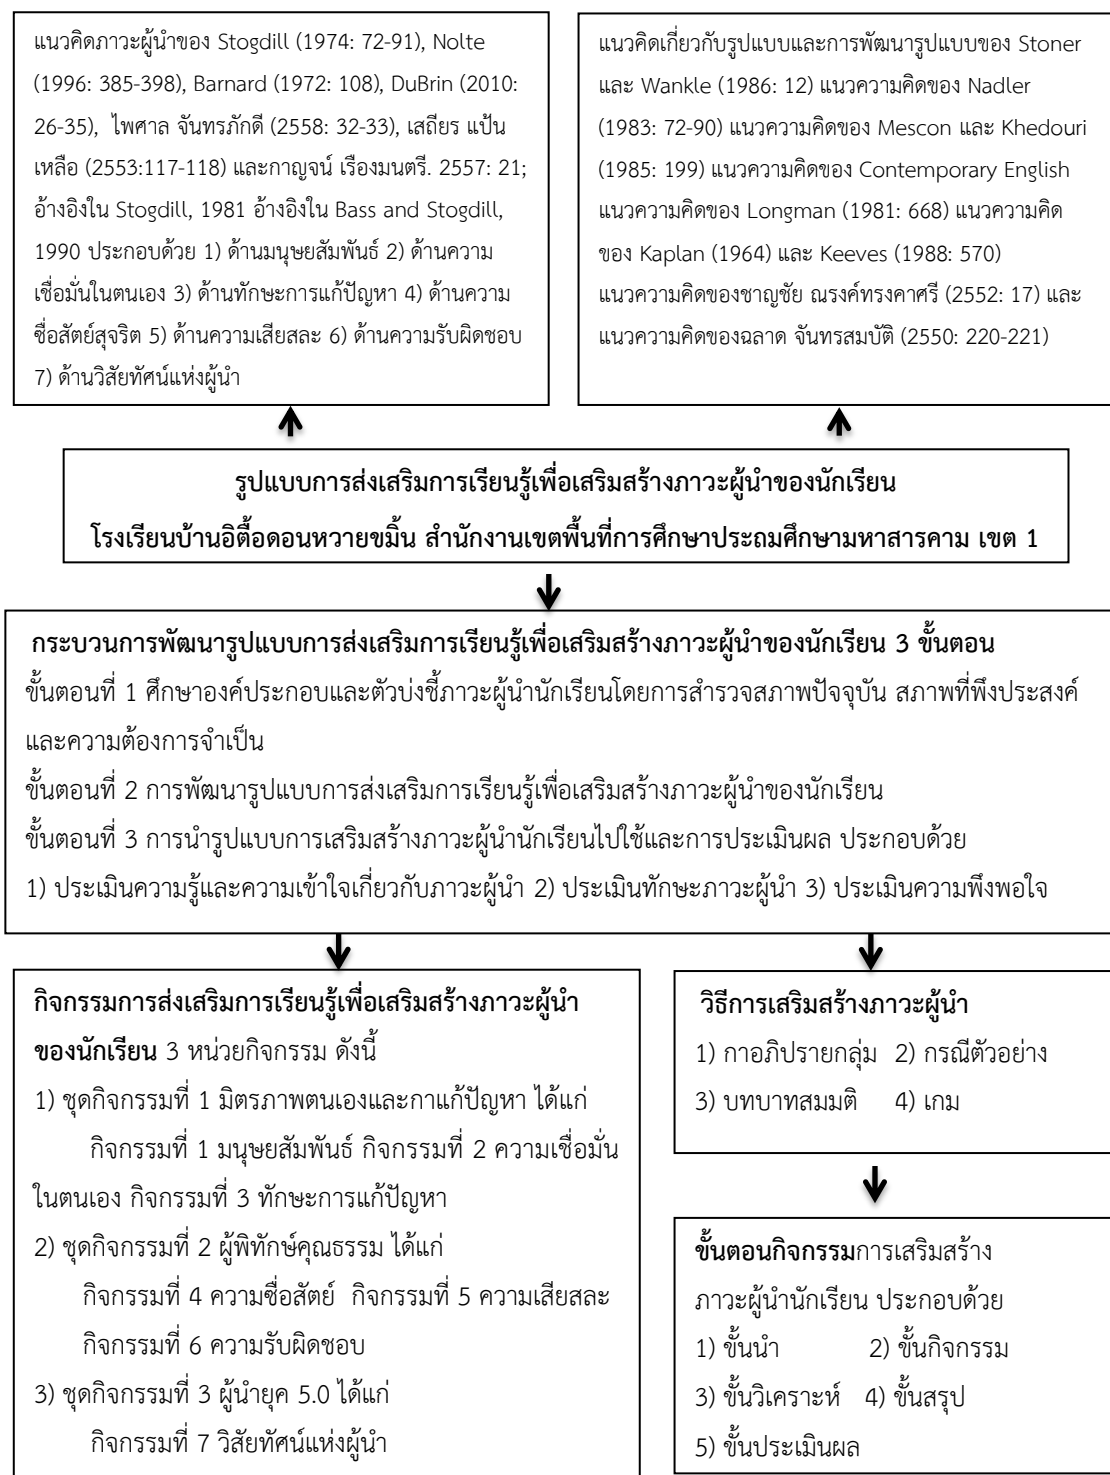 แนวคิดภาวะผู้นำของ Stogdill (1974: 72-91), Nolte
(1996: 385-398), Barnard (1972: 108), DuBrin (2010:
26-35), ไพศาล จันทรภักดี (2558: 32-33), เสถียร แป้น
เหลือ (2553:117-118) และกาญจน์ เรืองมนตรี. 2557: 21;
อ้างอิงใน Stogdill, 1981 อ้างอิงใน Bass and Stogdill,
1990 ประกอบด้วย 1) ด้านมนุษยสัมพันธ์ 2) ด้านความ
เชื่อมั่นในตนเอง 3) ด้านทักษะการแก้ปัญหา 4) ด้านความ
ซื่อสัตย์สุจริต 5) ด้านความเสียสละ 6) ด้านความรับผิดชอบ
7) ด้านวิสัยทัศน์แห่งผู้นำ
แนวคิดเกี่ยวกับรูปแบบและการพัฒนารูปแบบของ Stoner
และ Wankle (1986: 12) แนวความคิดของ Nadler
(1983: 72-90) แนวความคิดของ Mescon และ Khedouri
(1985: 199) แนวความคิดของ Contemporary English
แนวความคิดของ Longman (1981: 668) แนวความคิด
ของ Kaplan (1964) และ Keeves (1988: 570)
แนวความคิดของชาญชัย ณรงค์ทรงคาศรี (2552: 17) และ
แนวความคิดของฉลาด จันทรสมบัติ (2550: 220-221)
รูปแบบการส่งเสริมการเรียนรู้เพื่อเสริมสร้างภาวะผู้นำของนักเรียน
โรงเรียนบ้านอิตื้อดอนหวายขมิ้น สำนักงานเขตพื้นที่การศึกษาประถมศึกษามหาสารคาม เขต 1
กระบวนการพัฒนารูปแบบการส่งเสริมการเรียนรู้เพื่อเสริมสร้างภาวะผู้นำของนักเรียน 3 ขั้นตอน
ขั้นตอนที่ 1 ศึกษาองค์ประกอบและตัวบ่งชี้ภาวะผู้นำนักเรียนโดยการสำรวจสภาพปัจจุบัน สภาพที่พึงประสงค์
และความต้องการจำเป็น
ขั้นตอนที่ 2 การพัฒนารูปแบบการส่งเสริมการเรียนรู้เพื่อเสริมสร้างภาวะผู้นำของนักเรียน
ขั้นตอนที่ 3 การนำรูปแบบการเสริมสร้างภาวะผู้นำนักเรียนไปใช้และการประเมินผล ประกอบด้วย
1) ประเมินความรู้และความเข้าใจเกี่ยวกับภาวะผู้นำ 2) ประเมินทักษะภาวะผู้นำ 3) ประเมินความพึงพอใจ
กิจกรรมการส่งเสริมการเรียนรู้เพื่อเสริมสร้างภาวะผู้นำ
ของนักเรียน 3 หน่วยกิจกรรม ดังนี้
1) ชุดกิจกรรมที่ 1 มิตรภาพตนเองและกาแก้ปัญหา ได้แก่
กิจกรรมที่ 1 มนุษยสัมพันธ์ กิจกรรมที่ 2 ความเชื่อมั่น
ในตนเอง กิจกรรมที่ 3 ทักษะการแก้ปัญหา
2) ชุดกิจกรรมที่ 2 ผู้พิทักษ์คุณธรรม ได้แก่
กิจกรรมที่ 4 ความซื่อสัตย์ กิจกรรมที่ 5 ความเสียสละ
กิจกรรมที่ 6 ความรับผิดชอบ
3) ชุดกิจกรรมที่ 3 ผู้นำยุค 5.0 ได้แก่
กิจกรรมที่ 7 วิสัยทัศน์แห่งผู้นำ
วิธีการเสริมสร้างภาวะผู้นำ
1) กาอภิปรายกลุ่ม 2) กรณีตัวอย่าง
3) บทบาทสมมติ 4) เกม
ขั้นตอนกิจกรรมการเสริมสร้าง
ภาวะผู้นำนักเรียน ประกอบด้วย
1) ขั้นนำ 2) ขั้นกิจกรรม
3) ขั้นวิเคราะห์ 4) ขั้นสรุป
5) ขั้นประเมินผล